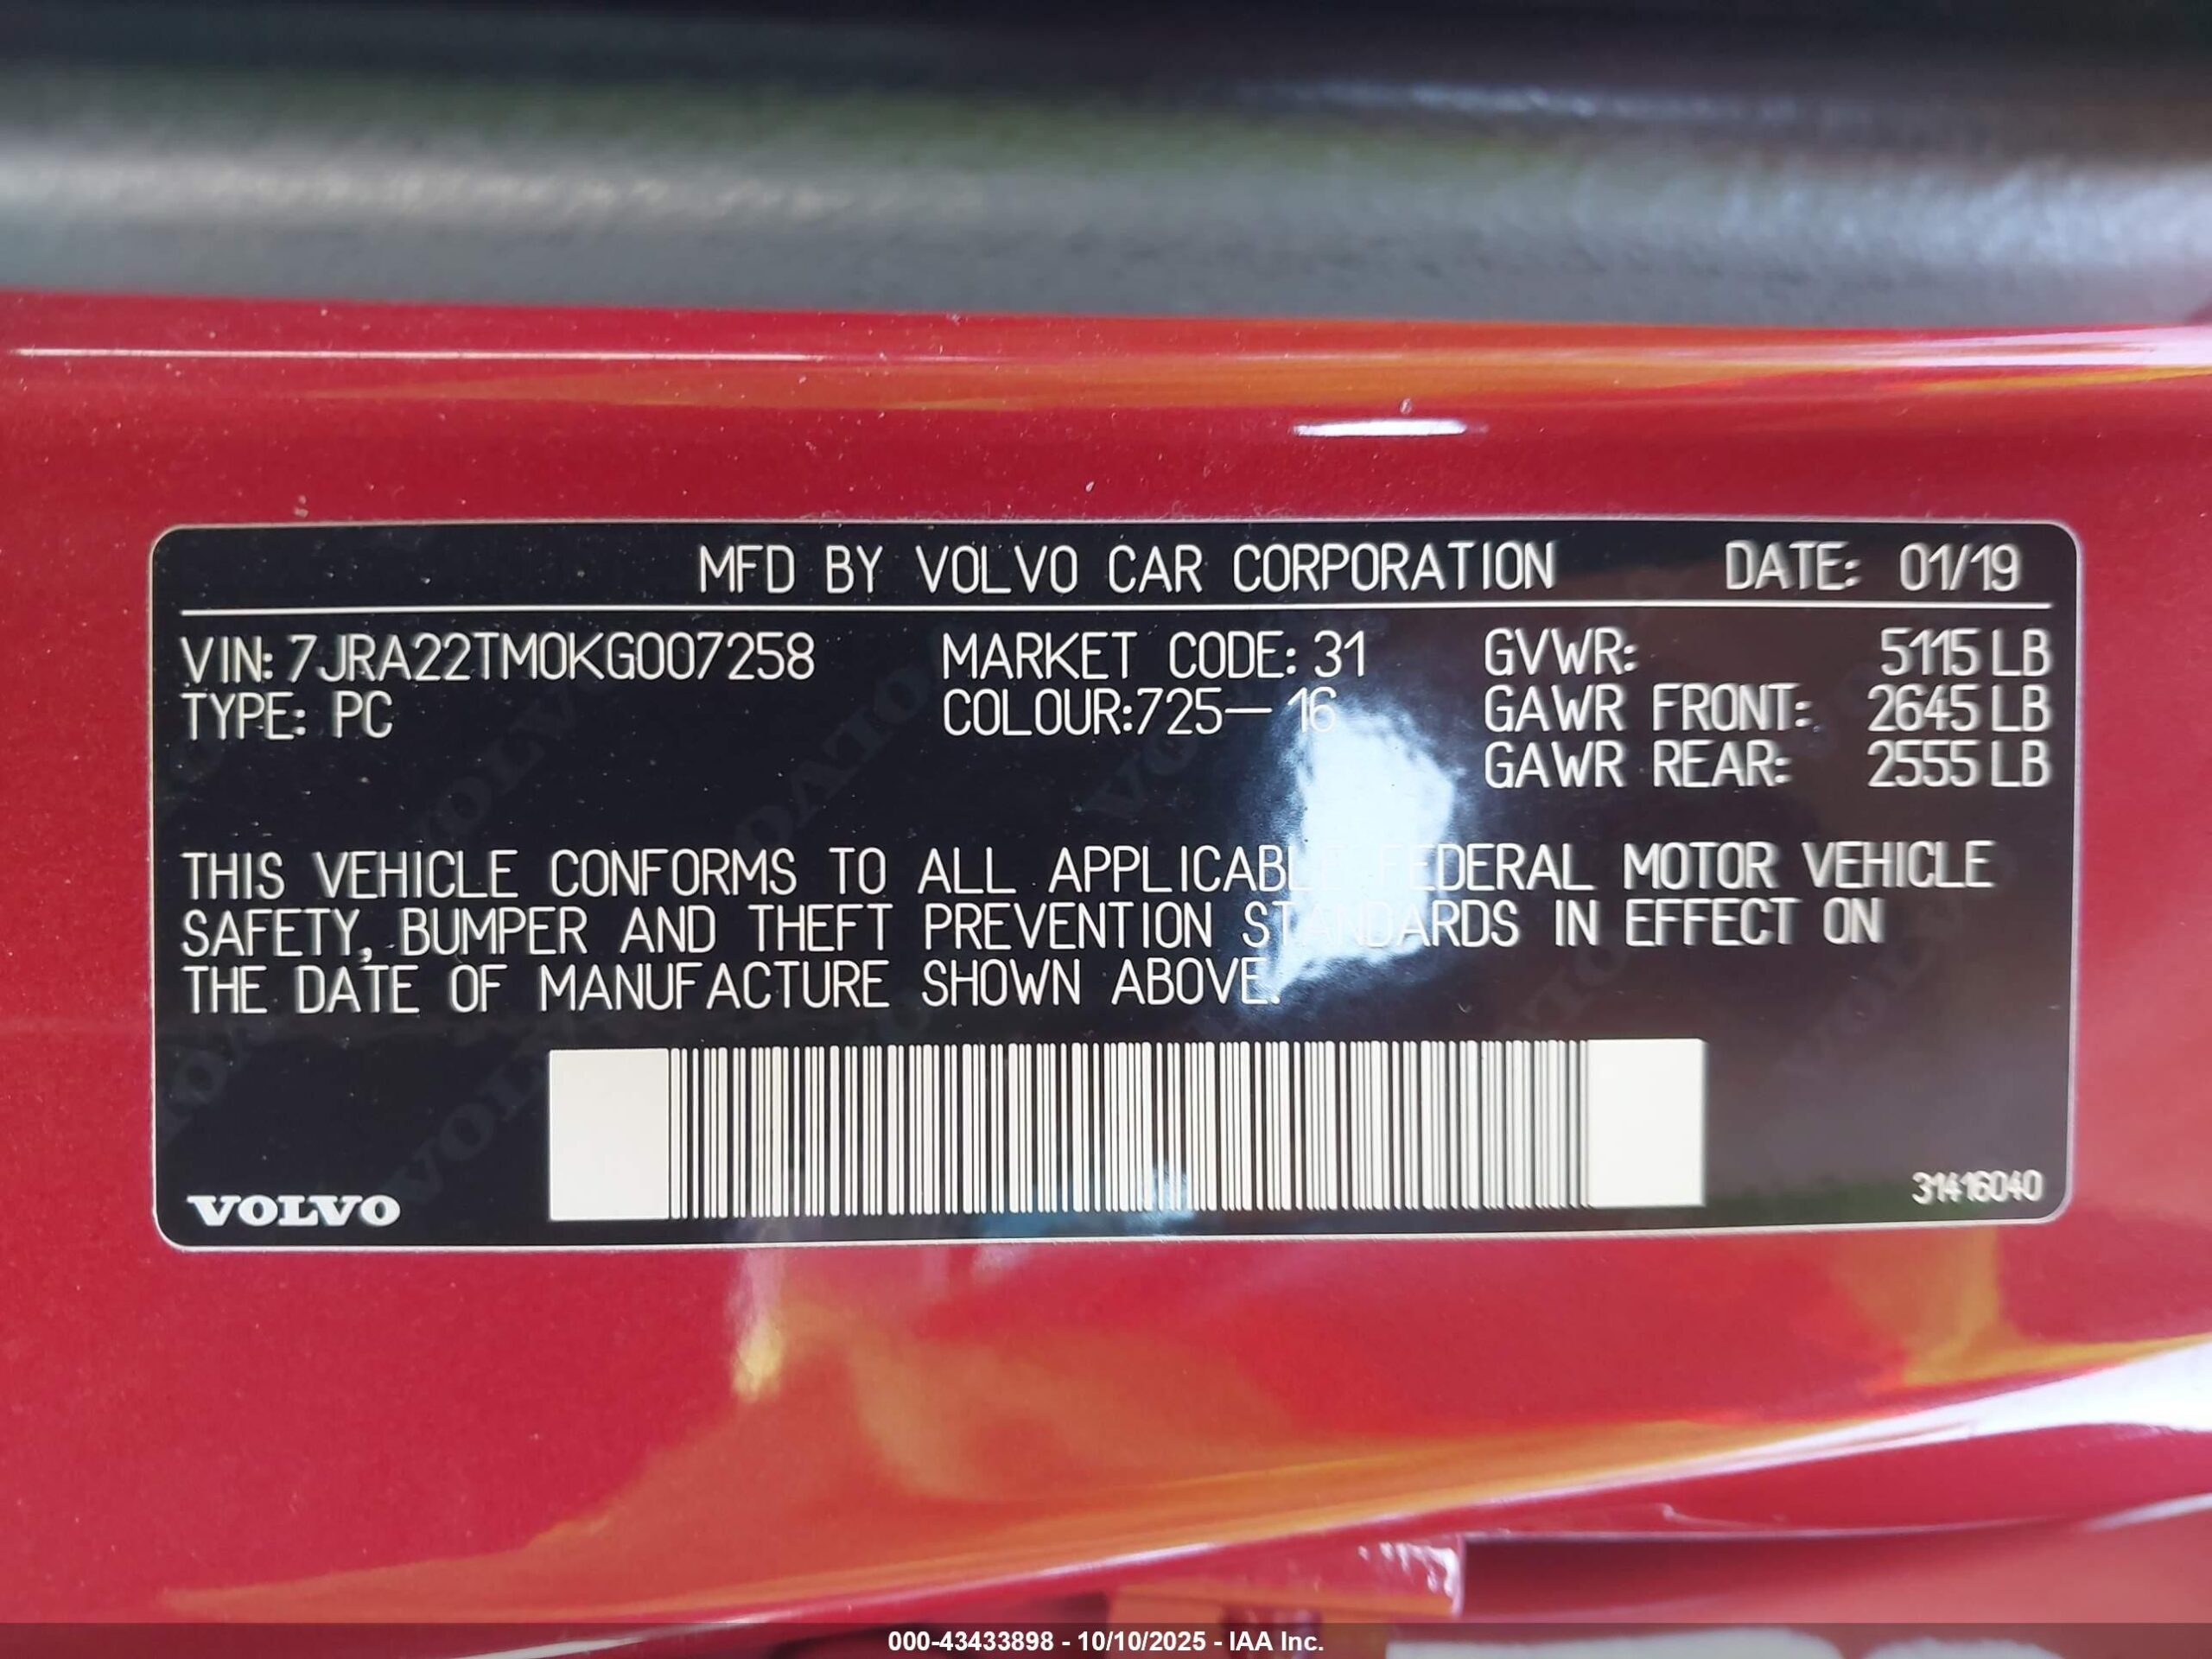 MFD BY VOLVO CAR CORPORATION DATE: 01/19
VIN: 7JRA22TM0KG007258 MARKET CODE: 31 GVWR: 5115 LB
TYPE: PC COLOUR:725-16 GAWR FRONT: 2645 LB
GAWR REAR: 2555 LB
THIS VEHICLE CONFORMS TO ALL APPLICABLE FEDERAL MOTOR VEHICLE
SAFETY, BUMPER AND THEFT PREVENTION STANDARDS IN EFFECT ON
THE DATE OF MANUFACTURE SHOWN ABOVE.
VOLVO
31416040
000-43433898 - 10/10/2025 - IAA Inc.